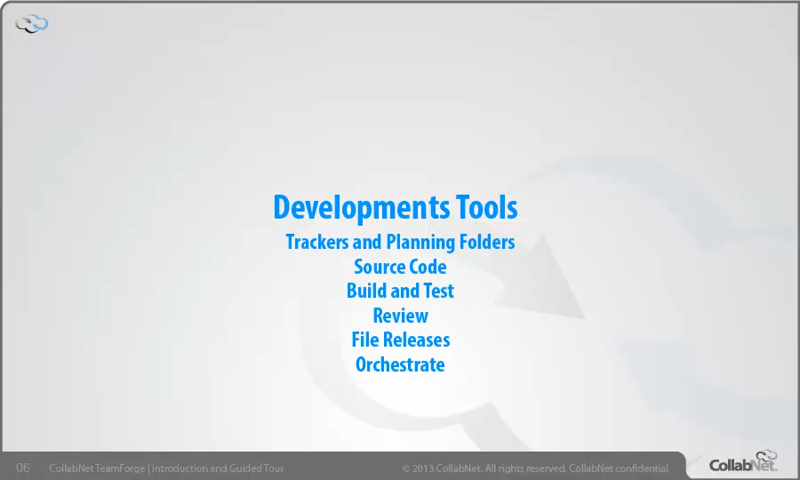 Developments Tools
Trackers and Planning Folders
Source Code
Build and Test
Review
File Releases
Orchestrate
06 CollabNet TeamForge | Introduction and Guided Tour © 2013 CollabNet. All rights reserved. CollabNet confidential. CollabNet.